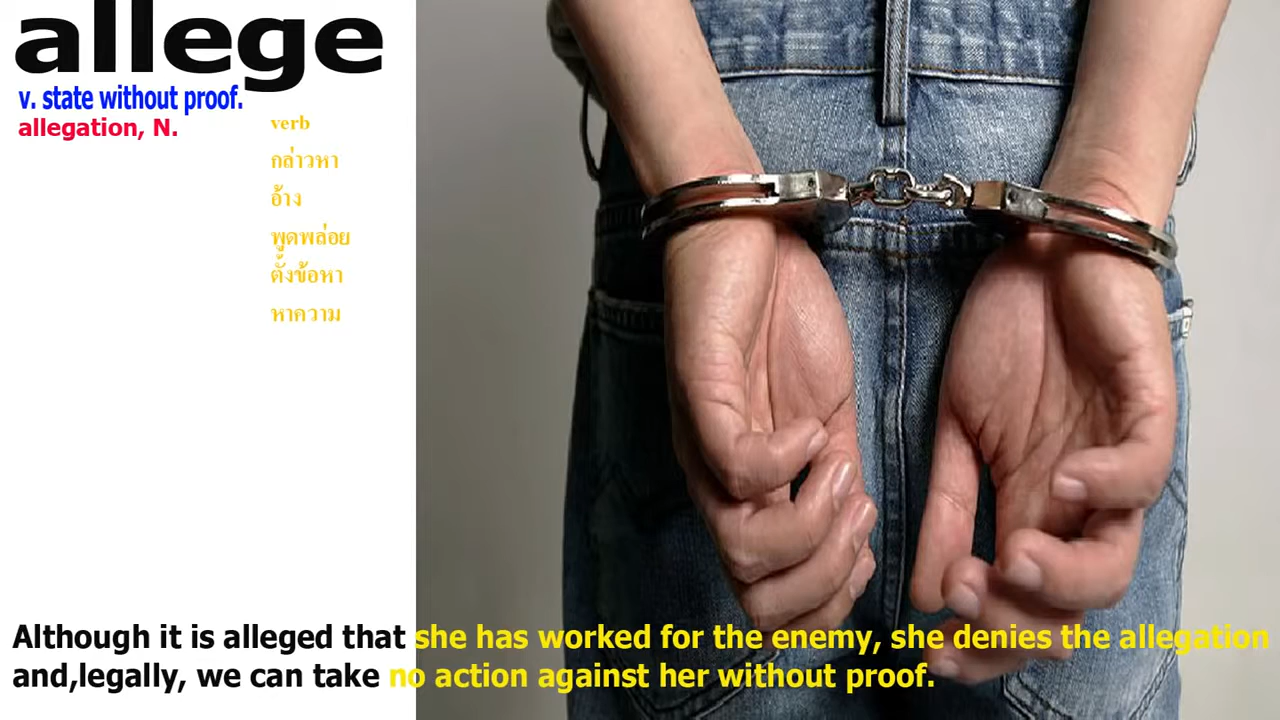 allege
v. state without proof.
allegation, N.
verb
กล่าวหา
อ้าง
พูดพล่อย
ตั้งข้อหา
หาความ
Although it is alleged that she has worked for the enemy, she denies the allegation
and,legally, we can take no action against her without proof.